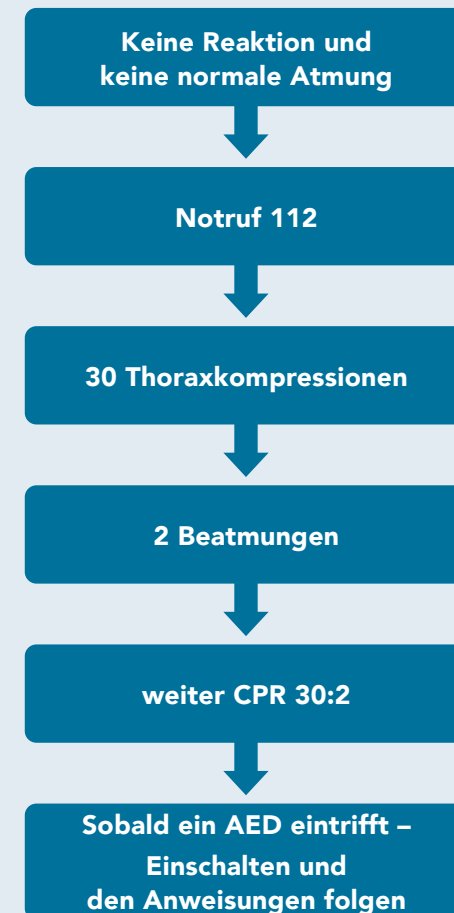 Keine Reaktion und
keine normale Atmung
Notruf 112
30 Thoraxkompressionen
2 Beatmungen
weiter CPR 30:2
Sobald ein AED eintrifft –
Einschalten und
den Anweisungen folgen